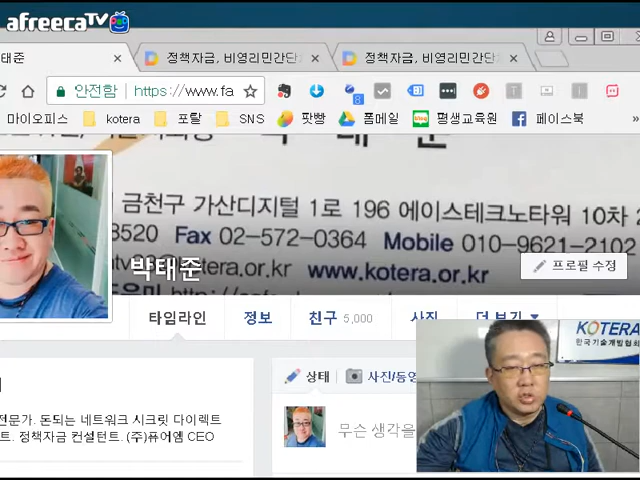 afreecaTV
태준
정책자금, 비영리민간단
정책자금, 비영리민간단
안전함
https://www.fa
8
마이오피스
kotera
포탈
SNS
팟빵
폼메일
평생교육원
페이스북
금천구 가산디지털 1로 196 에이스테크노타워 10차 2
8520 Fax 02-572-0364 Mobile 010-9621-2102
kotera.or.kr www.kotera.or.kr
박태준
프로필 수정
타임라인
정보
친구 5,000
사진
더 보기
KOTERA
한국기술개발협회
상태
사진/동영
무슨 생각을
전문가. 돈되는 네트워크 시크릿 다이렉트
트. 정책자금 컨설턴트. (주)퓨어앰 CEO